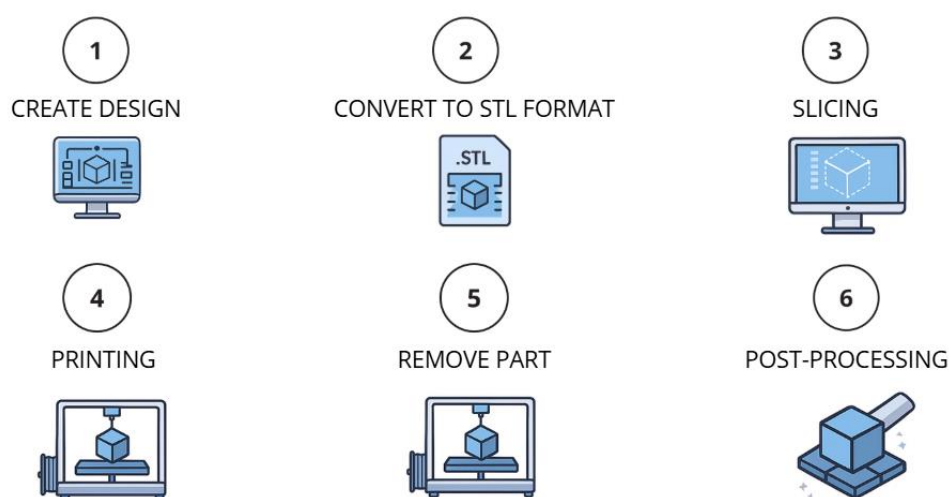 1
CREATE DESIGN
2
CONVERT TO STL FORMAT
.STL
3
SLICING
4
PRINTING
5
REMOVE PART
6
POST-PROCESSING